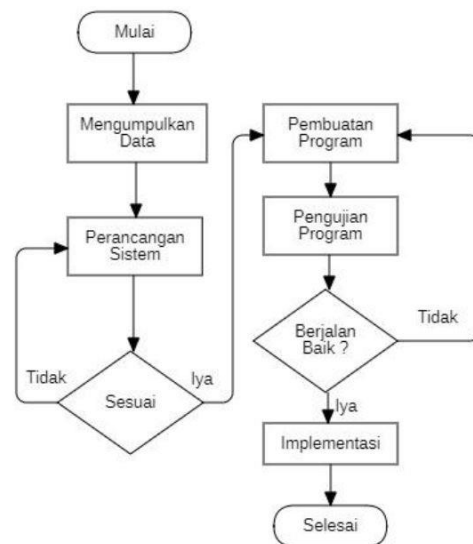 Mulai
Mengumpulkan
Data
Perancangan
Sistem
Tidak
Sesuai
Iya
Pembuatan
Program
Pengujian
Program
Berjalan
Baik ?
Tidak
Iya
Implementasi
Selesai